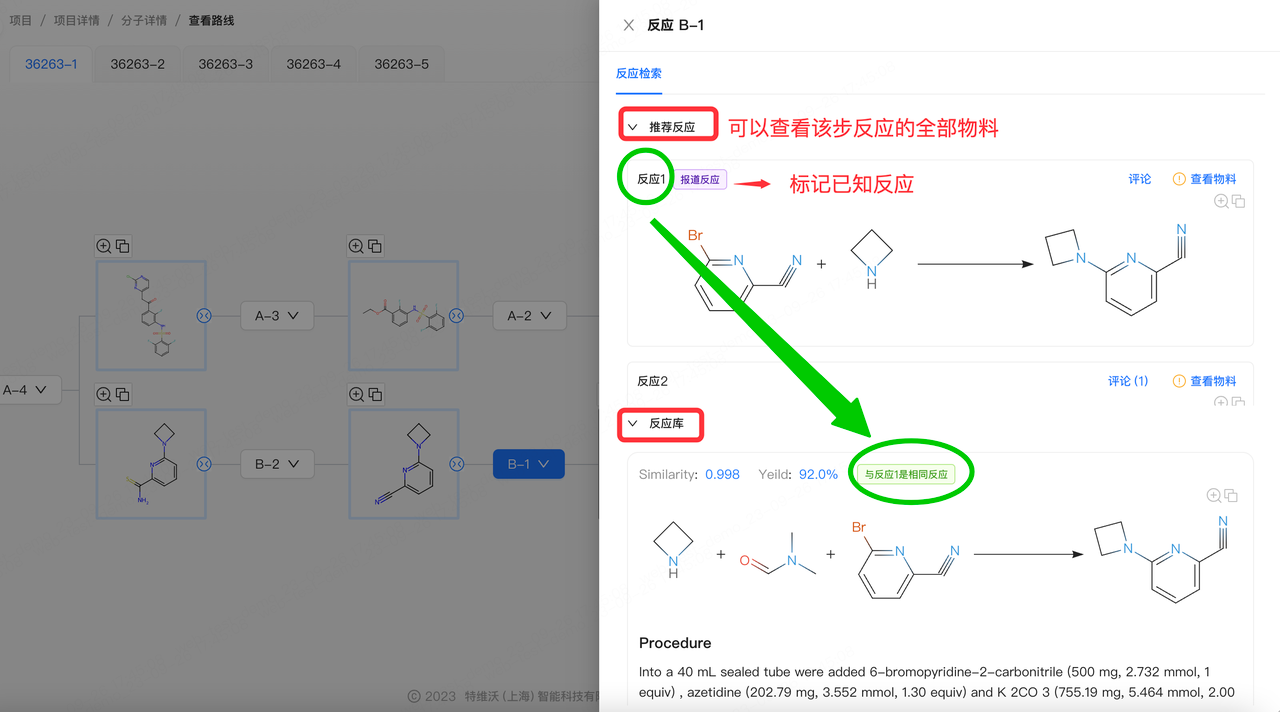 项目 / 项目详情 / 分子详情 / 查看路线
36263-1 36263-2 36263-3 36263-4 36263-5
A-3 A-2
A-4
B-2 B-1
© 2023 特维沃 (上海) 智能科技有
反应 B-1
反应检索
推荐反应 可以查看该步反应的全部物料
反应1 报道反应 标记已知反应 评论 查看物料
Br N N + N H N N N
反应2 评论 (1) 查看物料
反应库
Similarity: 0.998 Yeild: 92.0% 与反应1是相同反应
N H + O N + Br N N N N N
Procedure
Into a 40 mL sealed tube were added 6-bromopyridine-2-carbonitrile (500 mg, 2.732 mmol, 1
equiv) , azetidine (202.79 mg, 3.552 mmol, 1.30 equiv) and K 2CO 3 (755.19 mg, 5.464 mmol, 2.00